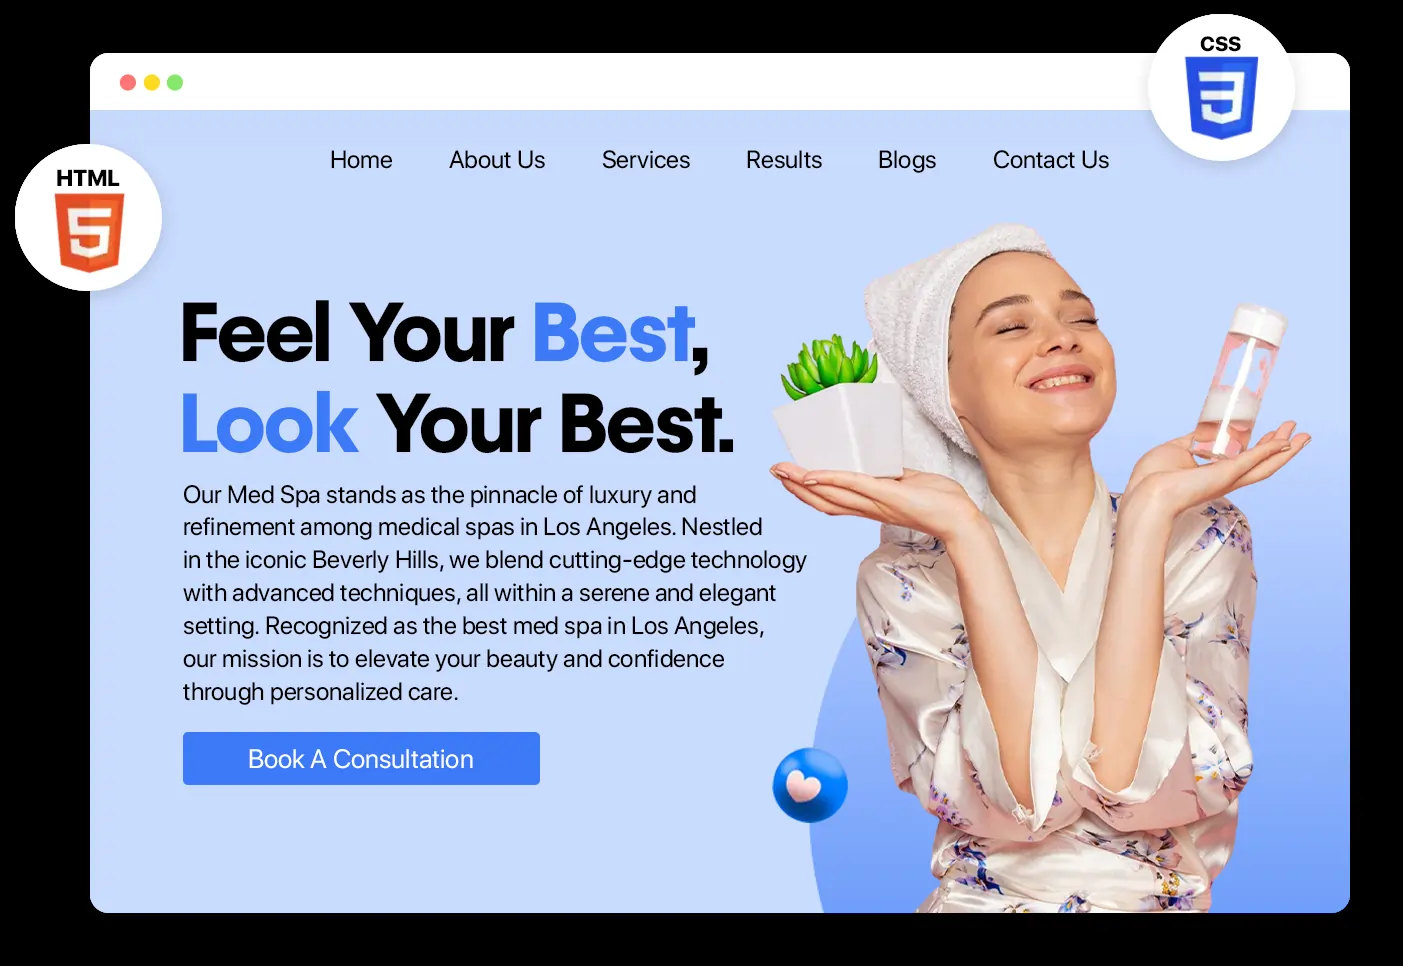 CSS
3
HTML
5
Home About Us Services Results Blogs Contact Us
Feel Your Best,
Look Your Best.
Our Med Spa stands as the pinnacle of luxury and
refinement among medical spas in Los Angeles. Nestled
in the iconic Beverly Hills, we blend cutting-edge technology
with advanced techniques, all within a serene and elegant
setting. Recognized as the best med spa in Los Angeles,
our mission is to elevate your beauty and confidence
through personalized care.
Book A Consultation